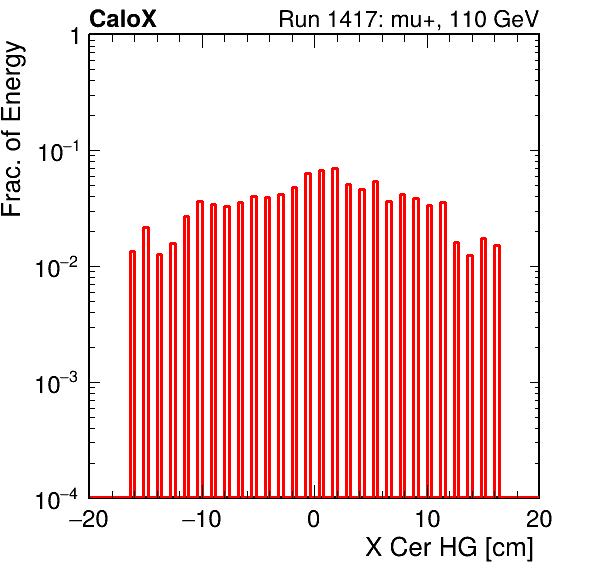 CaloX Run 1417: mu+, 110 GeV
Frac. of Energy
1
10⁻¹
10⁻²
10⁻³
10⁻⁴
−20 −10 0 10 20
X Cer HG [cm]